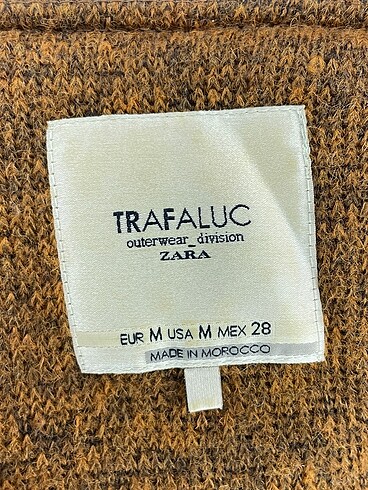 TRAFALUC
outerwear_division
ZARA
EUR M USA M MEX 28
MADE IN MOROCCO